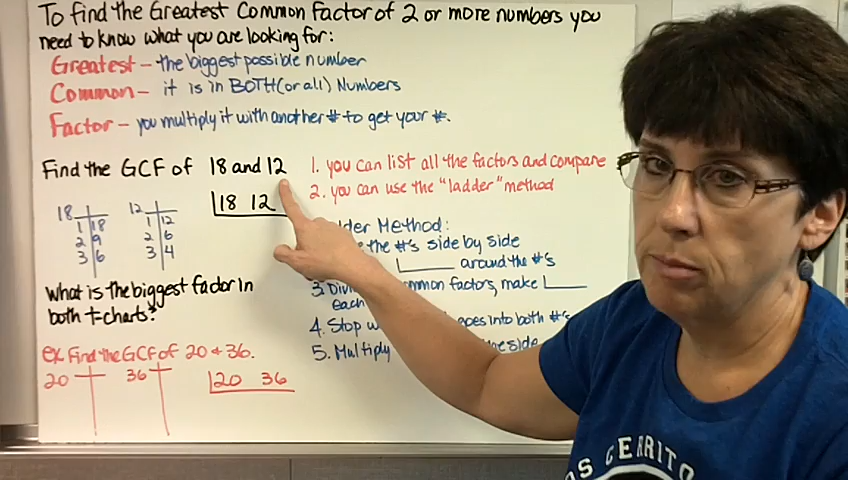 To find the Greatest Common Factor of 2 or more numbers you
need to know what you are looking for:
Greatest - the biggest possible number
Common - it is in BOTH (or all) Numbers
Factor - you multiply it with another # to get your #.
Find the GCF of 18 and 12
1. you can list all the factors and compare
2. you can use the "ladder" method
18
1 18
2 9
3 6
12
1 12
2 6
3 4
18 12
Method:
the #'s side by side
around the #'s
3. common factors, make
each
4. Stop goes into both #'s
5. Multiply side
What is the biggest factor in
both t-charts?
ex. Find the GCF of 20 & 36.
20
36
20 36
OS CERRITO